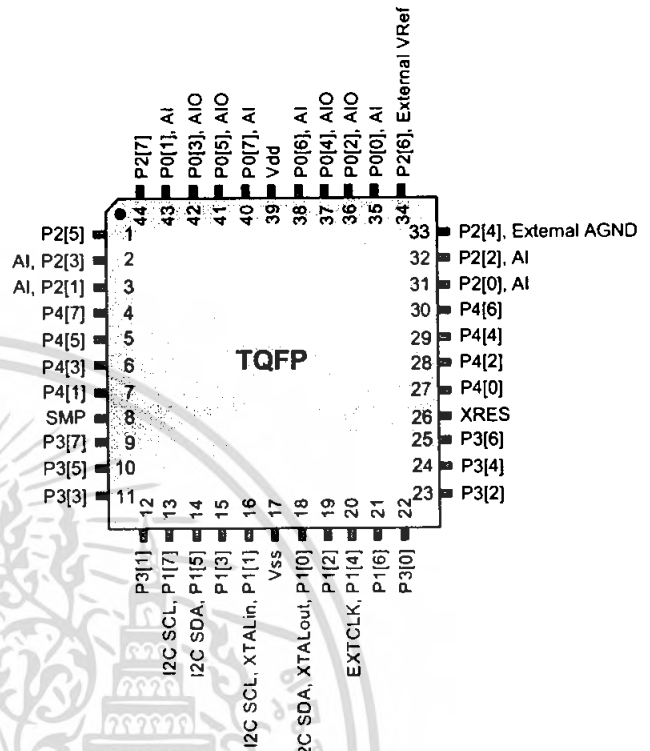 P2[7]
P0[1], AI
P0[3], AIO
P0[5], AIO
P0[7], AI
Vdd
P0[6], AI
P0[4], AIO
P0[2], AIO
P0[0], AI
P2[6], External VRef
44
43
42
41
40
39
38
37
36
35
34
P2[5] 1
AI, P2[3] 2
AI, P2[1] 3
P4[7] 4
P4[5] 5
P4[3] 6
P4[1] 7
SMP 8
P3[7] 9
P3[5] 10
P3[3] 11
TQFP
33 P2[4], External AGND
32 P2[2], AI
31 P2[0], AI
30 P4[6]
29 P4[4]
28 P4[2]
27 P4[0]
26 XRES
25 P3[6]
24 P3[4]
23 P3[2]
12
13
14
15
16
17
18
19
20
21
22
P3[1]
I2C SCL, P1[7]
I2C SDA, P1[5]
P1[3]
I2C SCL, XTALin, P1[1]
Vss
2C SDA, XTALout, P1[0]
P1[2]
EXTCLK, P1[4]
P1[6]
P3[0]